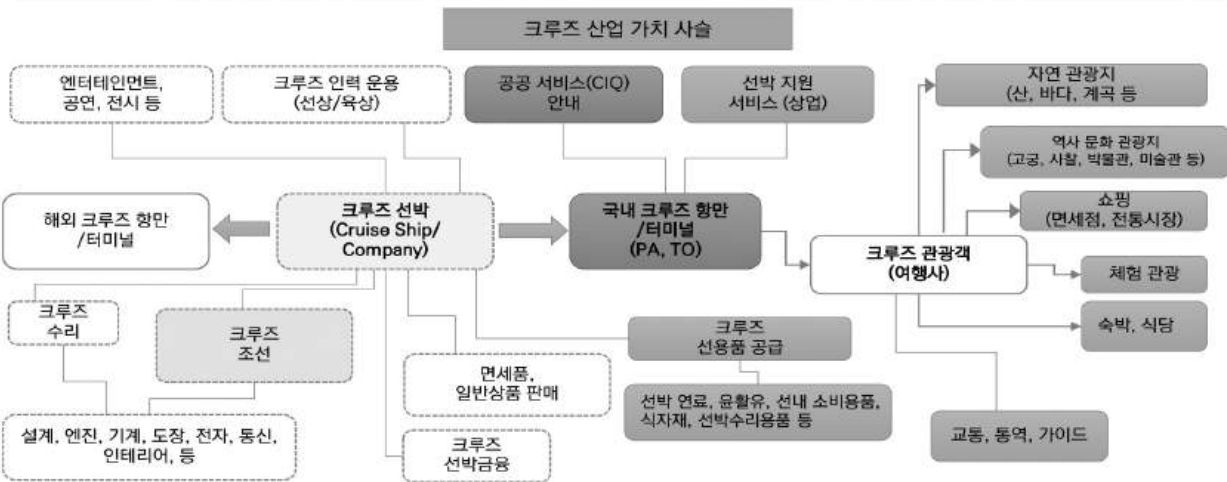 크루즈 산업 가치 사슬
엔터테인먼트,
공연, 전시 등
크루즈 인력 운용
(선상/육상)
공공 서비스(CIQ)
안내
선박 지원
서비스 (상업)
자연 관광지
(산, 바다, 계곡 등
역사 문화 관광지
(고궁, 사찰, 박물관, 미술관 등)
해외 크루즈 항만
/터미널
크루즈 선박
(Cruise Ship/
Company)
국내 크루즈 항만
/터미널
(PA, TO)
크루즈 관광객
(여행사)
쇼핑
(면세점, 전통시장)
체험 관광
숙박, 식당
크루즈
수리
크루즈
조선
면세품,
일반상품 판매
크루즈
선용품 공급
설계, 엔진, 기계, 도장, 전자, 통신,
인테리어, 등
크루즈
선박금융
선박 연료, 윤활유, 선내 소비용품,
식자재, 선박수리용품 등
교통, 통역, 가이드